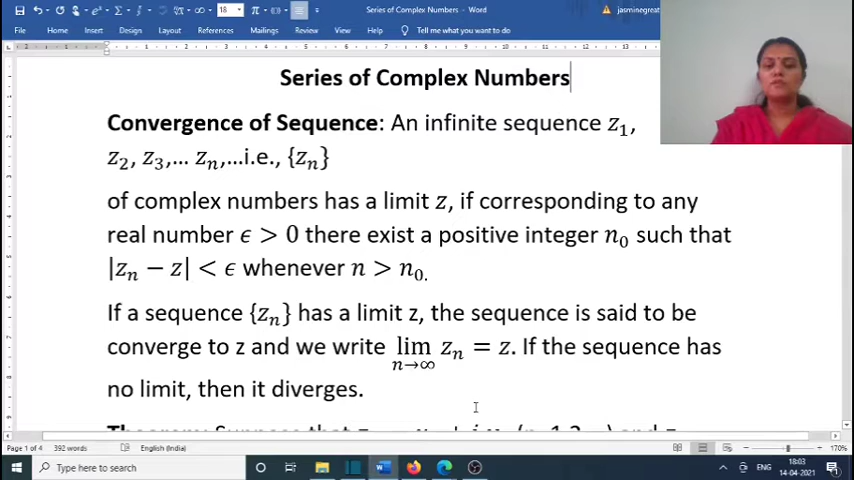 18
Series of Complex Numbers - Word
jasminegreat
File Home Insert Draw Design Layout References Mailings Review View Tell me what you want to do
Series of Complex Numbers
Convergence of Sequence: An infinite sequence z₁,
z₂, z₃,... zₙ,...i.e., {zₙ}
of complex numbers has a limit z, if corresponding to any
real number ϵ > 0 there exist a positive integer n₀ such that
|zₙ − z| < ϵ whenever n > n₀.
If a sequence {zₙ} has a limit z, the sequence is said to be
converge to z and we write lim n→∞ zₙ = z. If the sequence has
no limit, then it diverges.
Page 1 of 4 392 words English (India) 170%
Type here to search
ENG
18:03
14-04-2021